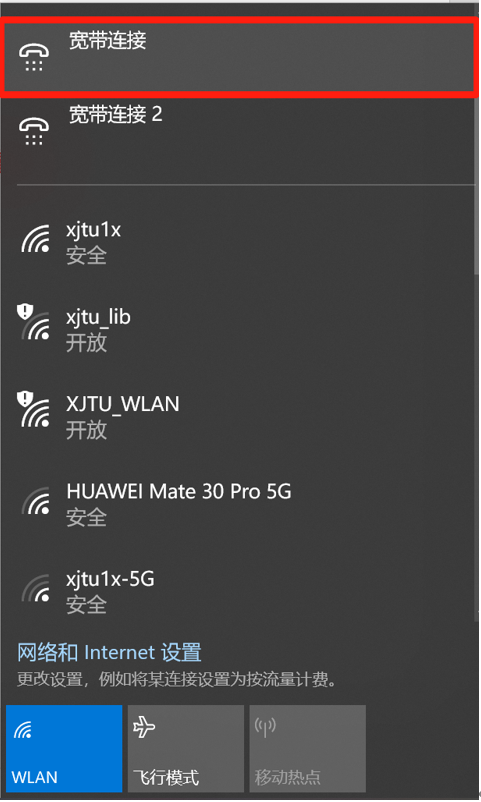 宽带连接
宽带连接 2
xjtu1x
安全
xjtu_lib
开放
XJTU_WLAN
开放
HUAWEI Mate 30 Pro 5G
安全
xjtu1x-5G
安全
网络和 Internet 设置
更改设置，例如将某连接设置为按流量计费。
WLAN
飞行模式
移动热点